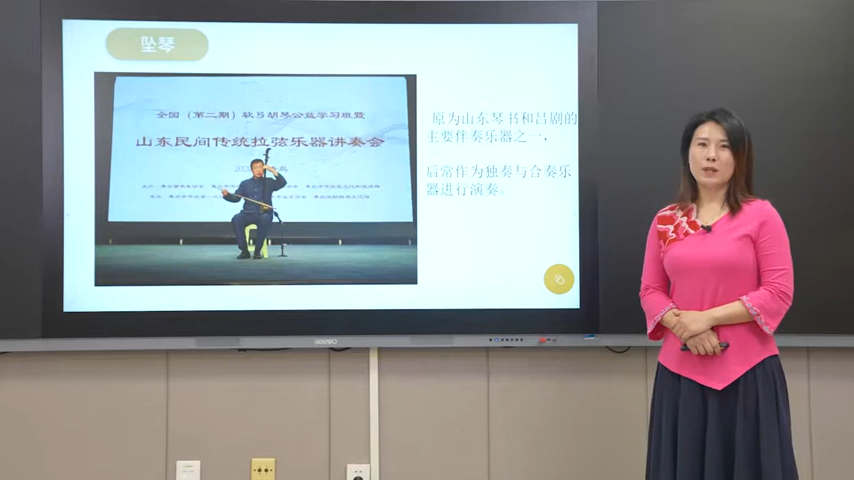 坠琴
全国（第二期）软弓胡琴公益学习班暨
山东民间传统拉弦乐器讲奏会
原为山东琴书和吕剧的
主要伴奏乐器之一，
后常作为独奏与合奏乐
器进行演奏。